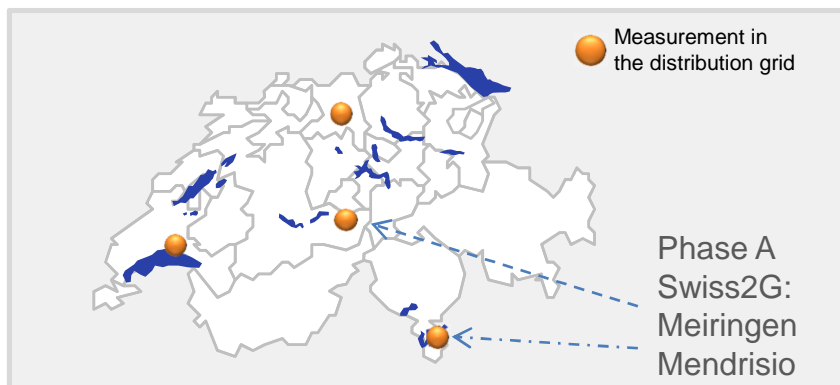 Measurement in
the distribution grid
Phase A
Swiss2G:
Meiringen
Mendrisio